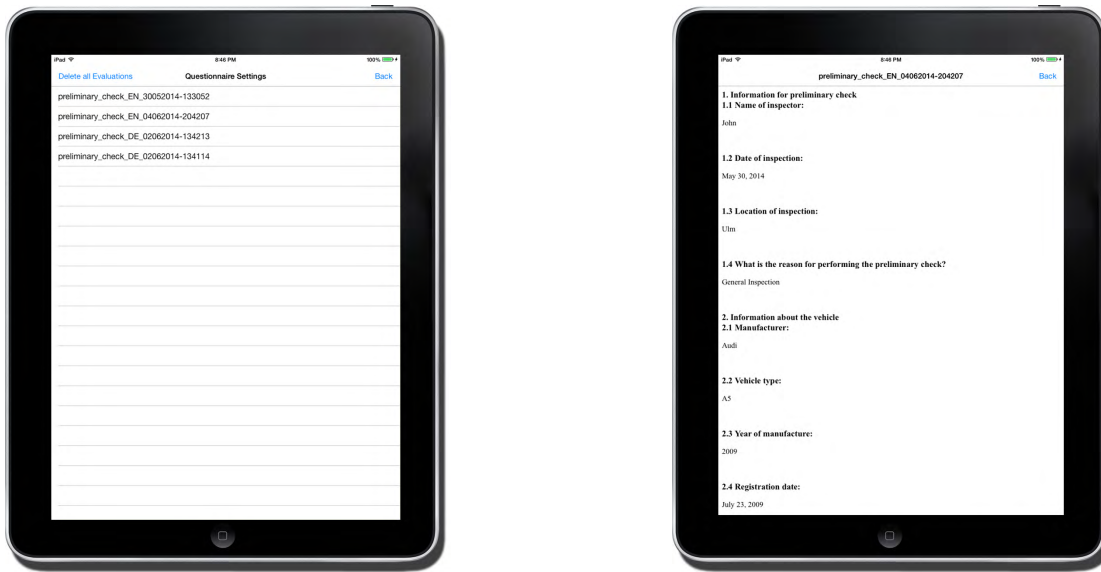 iPad 8:46 PM 100%
Delete all Evaluations Questionnaire Settings Back
preliminary_check_EN_30052014-133052
preliminary_check_EN_04062014-204207
preliminary_check_DE_02062014-134213
preliminary_check_DE_02062014-134114
iPad 8:46 PM 100%
preliminary_check_EN_04062014-204207 Back
1. Information for preliminary check
1.1 Name of inspector:
John
1.2 Date of inspection:
May 30, 2014
1.3 Location of inspection:
Ulm
1.4 What is the reason for performing the preliminary check?
General Inspection
2. Information about the vehicle
2.1 Manufacturer:
Audi
2.2 Vehicle type:
A5
2.3 Year of manufacture:
2009
2.4 Registration date:
July 23, 2009